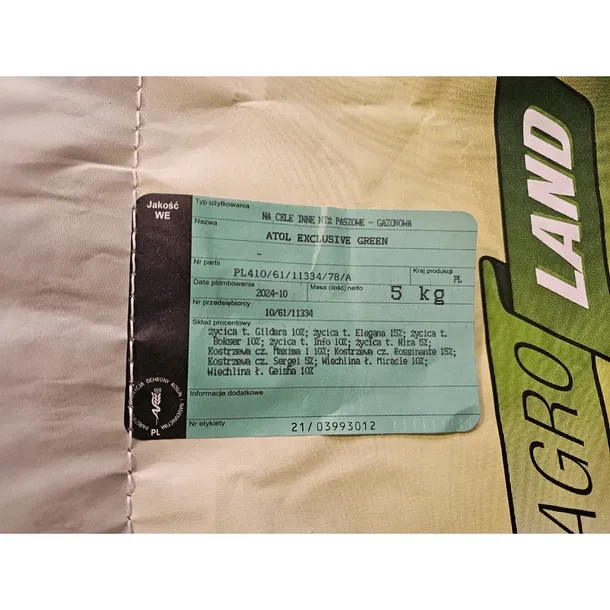 Jakość
WE
Typ użytkowania
NA CELE INNE NIŻ PASZOWE - GAZONOWA
Nazwa
ATOL EXCLUSIVE GREEN
-
Nr partii
PL410/61/11334/78/A
Kraj produkcji
PL
Data plombowania
2024-10
Masa (ilość) netto
5 kg
Nr przedsiębiorcy
10/61/11334
Skład procentowy
życica t. Gildara 10%; życica t. Elegana 15%; życica t.
Bokser 10%; życica t. Info 10%; życica t. Nira 5%;
Kostrzewa cz. Maxima 1 10%; Kostrzewa cz. Rossinante 15%;
Kostrzewa cz. Sergei 5%; Wiechlina ł. Miracle 10%;
Wiechlina ł. Geisha 10%
Informacje dodatkowe
Nr etykiety
21/03993012
PL
AGRO LAND